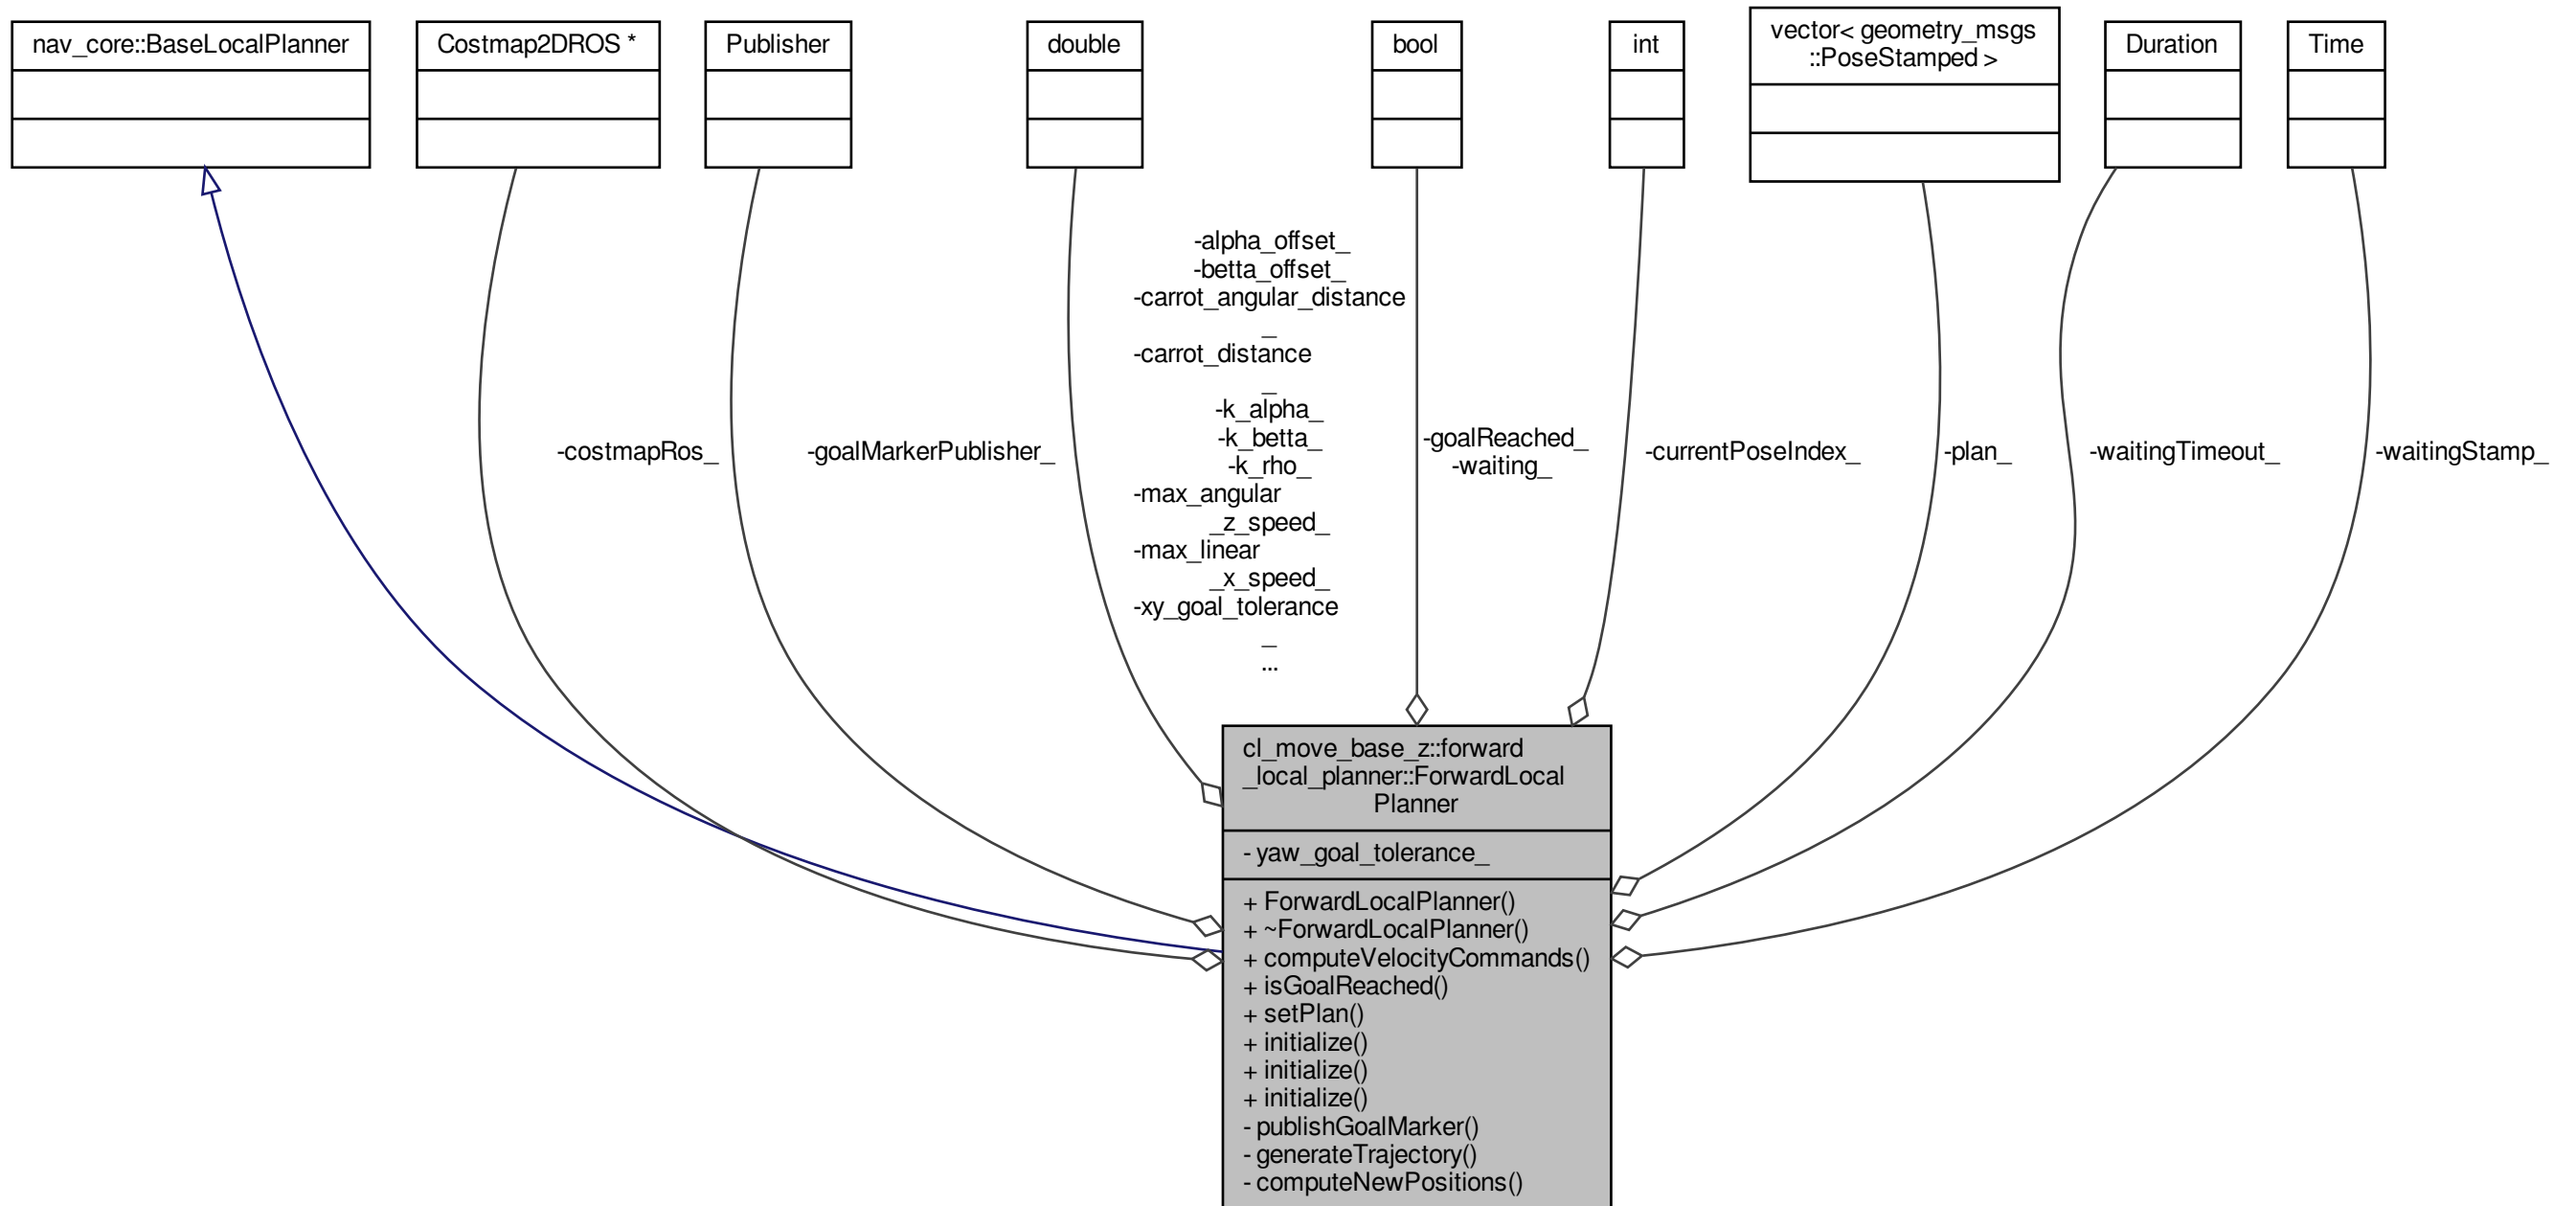 nav_core::BaseLocalPlanner
Costmap2DROS *
Publisher
double
bool
int
vector< geometry_msgs
::PoseStamped >
Duration
Time
-alpha_offset_
-betta_offset_
-carrot_angular_distance
_
-carrot_distance
_
-k_alpha_
-k_betta_
-k_rho_
-max_angular
_z_speed_
-max_linear
_x_speed_
-xy_goal_tolerance
_
...
-costmapRos_
-goalMarkerPublisher_
-goalReached_
-waiting_
-currentPoseIndex_
-plan_
-waitingTimeout_
-waitingStamp_
cl_move_base_z::forward
_local_planner::ForwardLocal
Planner
- yaw_goal_tolerance_
+ ForwardLocalPlanner()
+ ~ForwardLocalPlanner()
+ computeVelocityCommands()
+ isGoalReached()
+ setPlan()
+ initialize()
+ initialize()
+ initialize()
- publishGoalMarker()
- generateTrajectory()
- computeNewPositions()